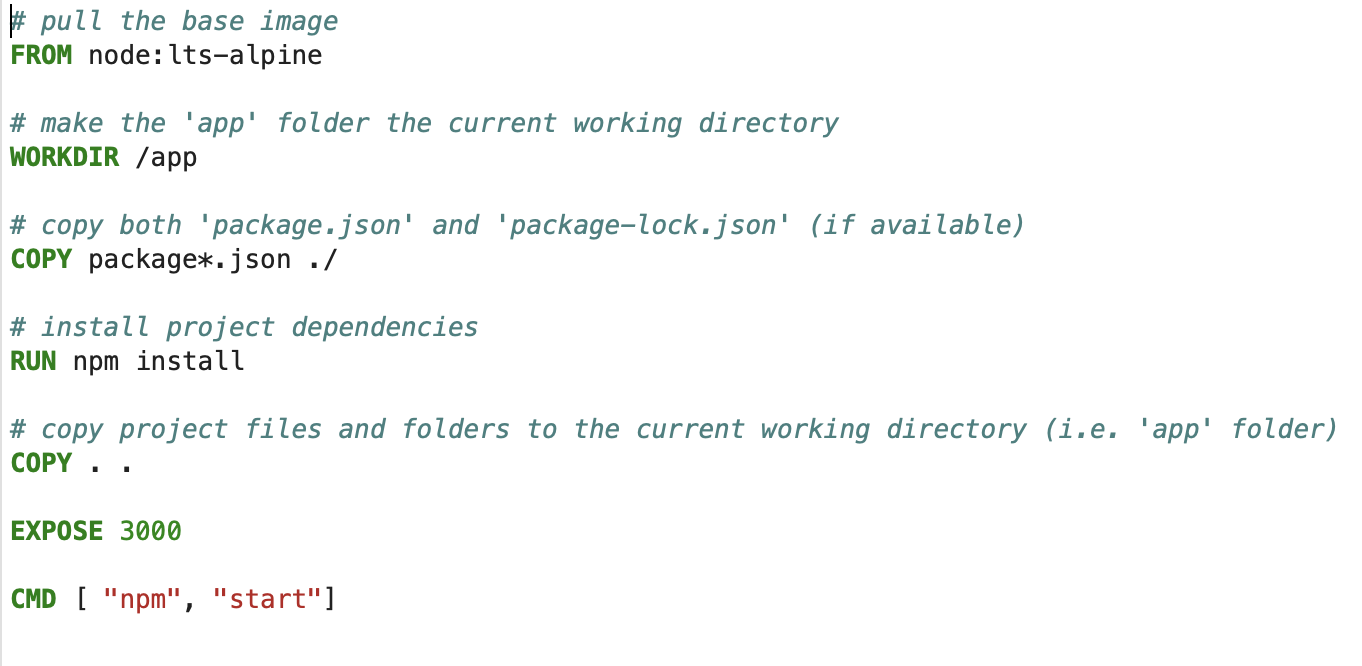 # pull the base image
FROM node:lts-alpine
# make the 'app' folder the current working directory
WORKDIR /app
# copy both 'package.json' and 'package-lock.json' (if available)
COPY package*.json ./
# install project dependencies
RUN npm install
# copy project files and folders to the current working directory (i.e. 'app' folder)
COPY . .
EXPOSE 3000
CMD [ "npm", "start"]